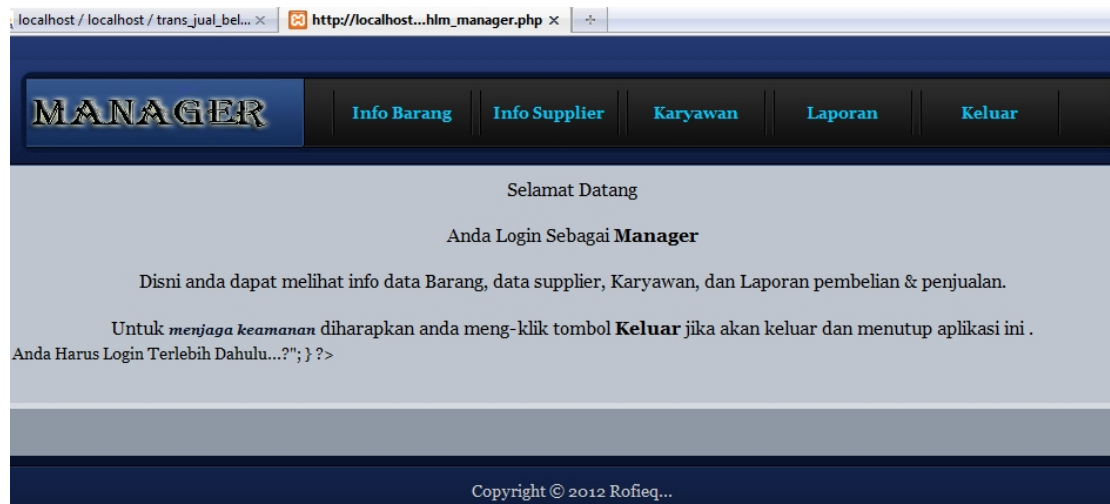 localhost / localhost / trans_jual_bel... × http://localhost...hlm_manager.php ×
MANAGER Info Barang Info Supplier Karyawan Laporan Keluar
Selamat Datang
Anda Login Sebagai Manager
Disni anda dapat melihat info data Barang, data supplier, Karyawan, dan Laporan pembelian & penjualan.
Untuk menjaga keamanan diharapkan anda meng-klik tombol Keluar jika akan keluar dan menutup aplikasi ini .
Anda Harus Login Terlebih Dahulu...?"; } ?>
Copyright © 2012 Rofieq...